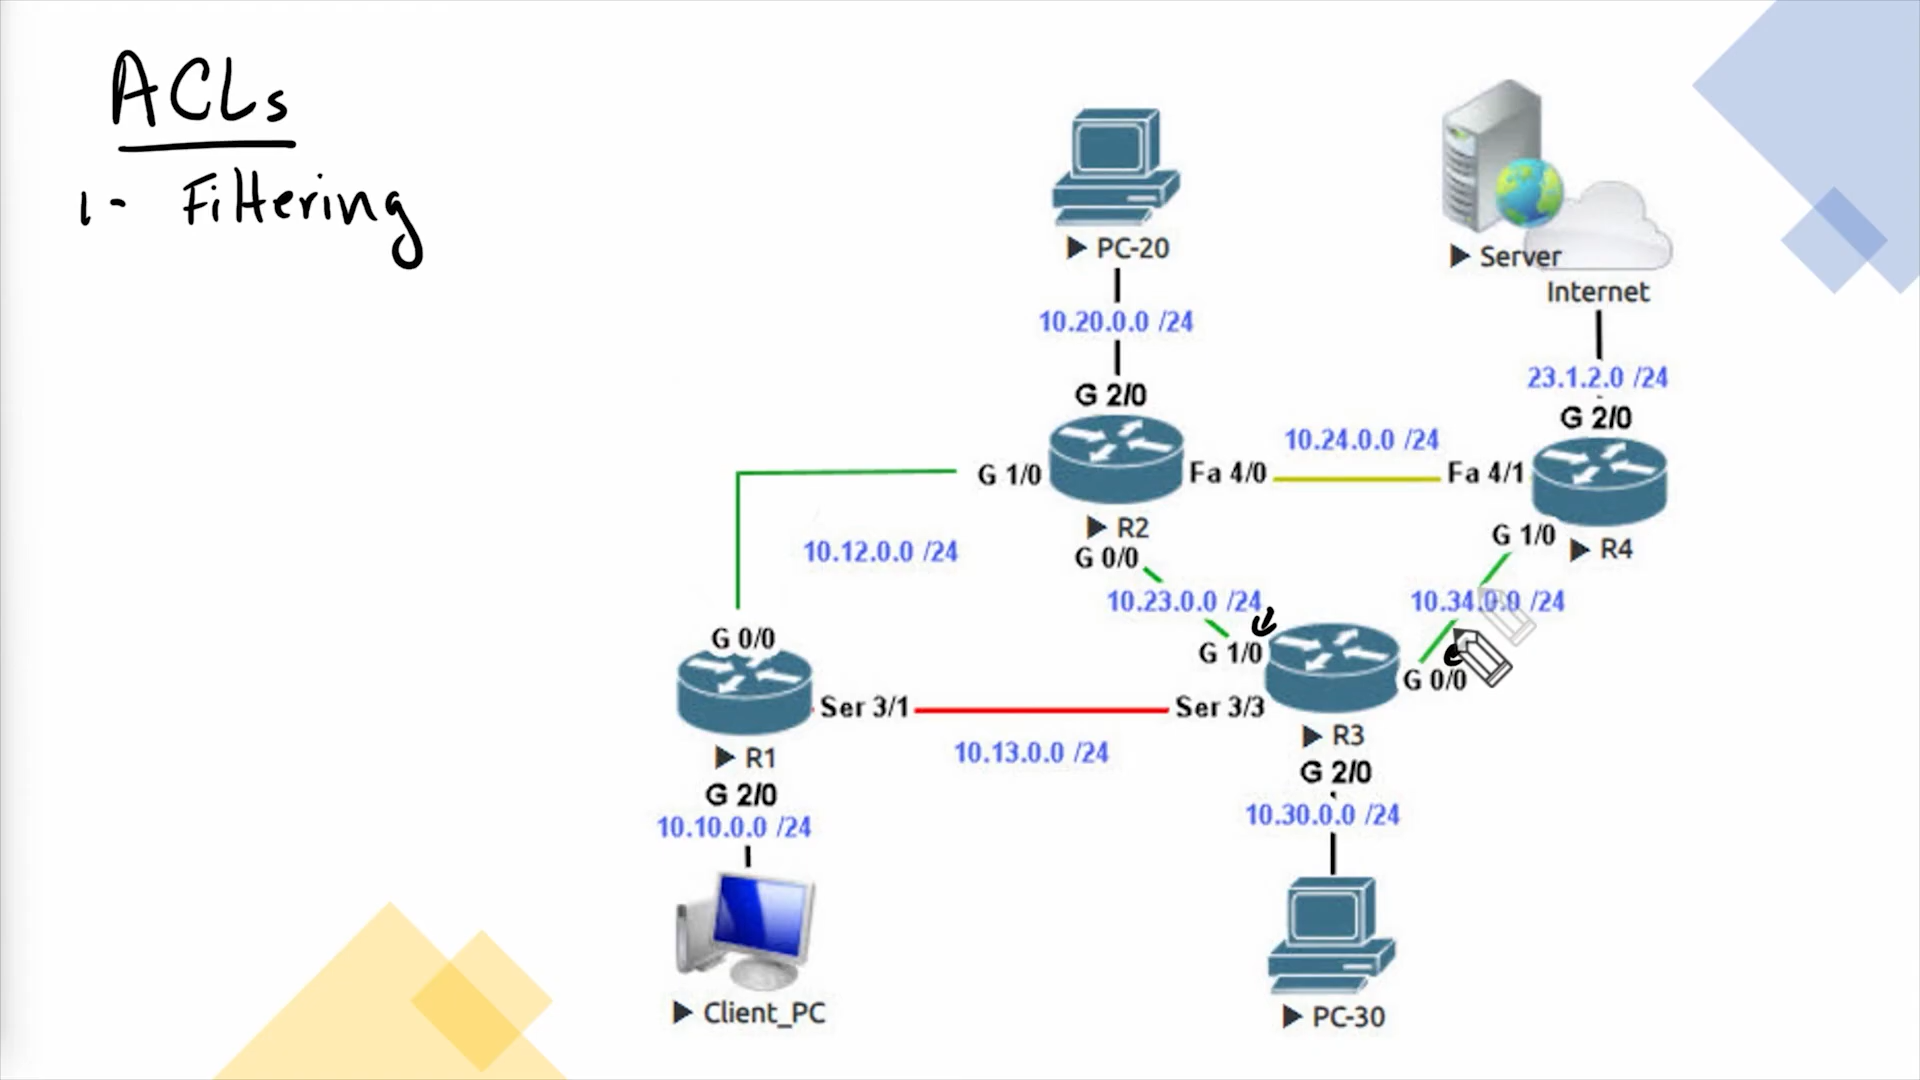 ACLs
1- Filtering
PC-20
Server
Internet
10.20.0.0 /24
23.1.2.0 /24
G 2/0
G 2/0
10.24.0.0 /24
G 1/0
Fa 4/0
Fa 4/1
R2
G 1/0
R4
10.12.0.0 /24
G 0/0
10.23.0.0 /24
10.34.0.0 /24
G 0/0
G 1/0
G 0/0
Ser 3/1
Ser 3/3
R1
10.13.0.0 /24
R3
G 2/0
G 2/0
10.10.0.0 /24
10.30.0.0 /24
Client_PC
PC-30